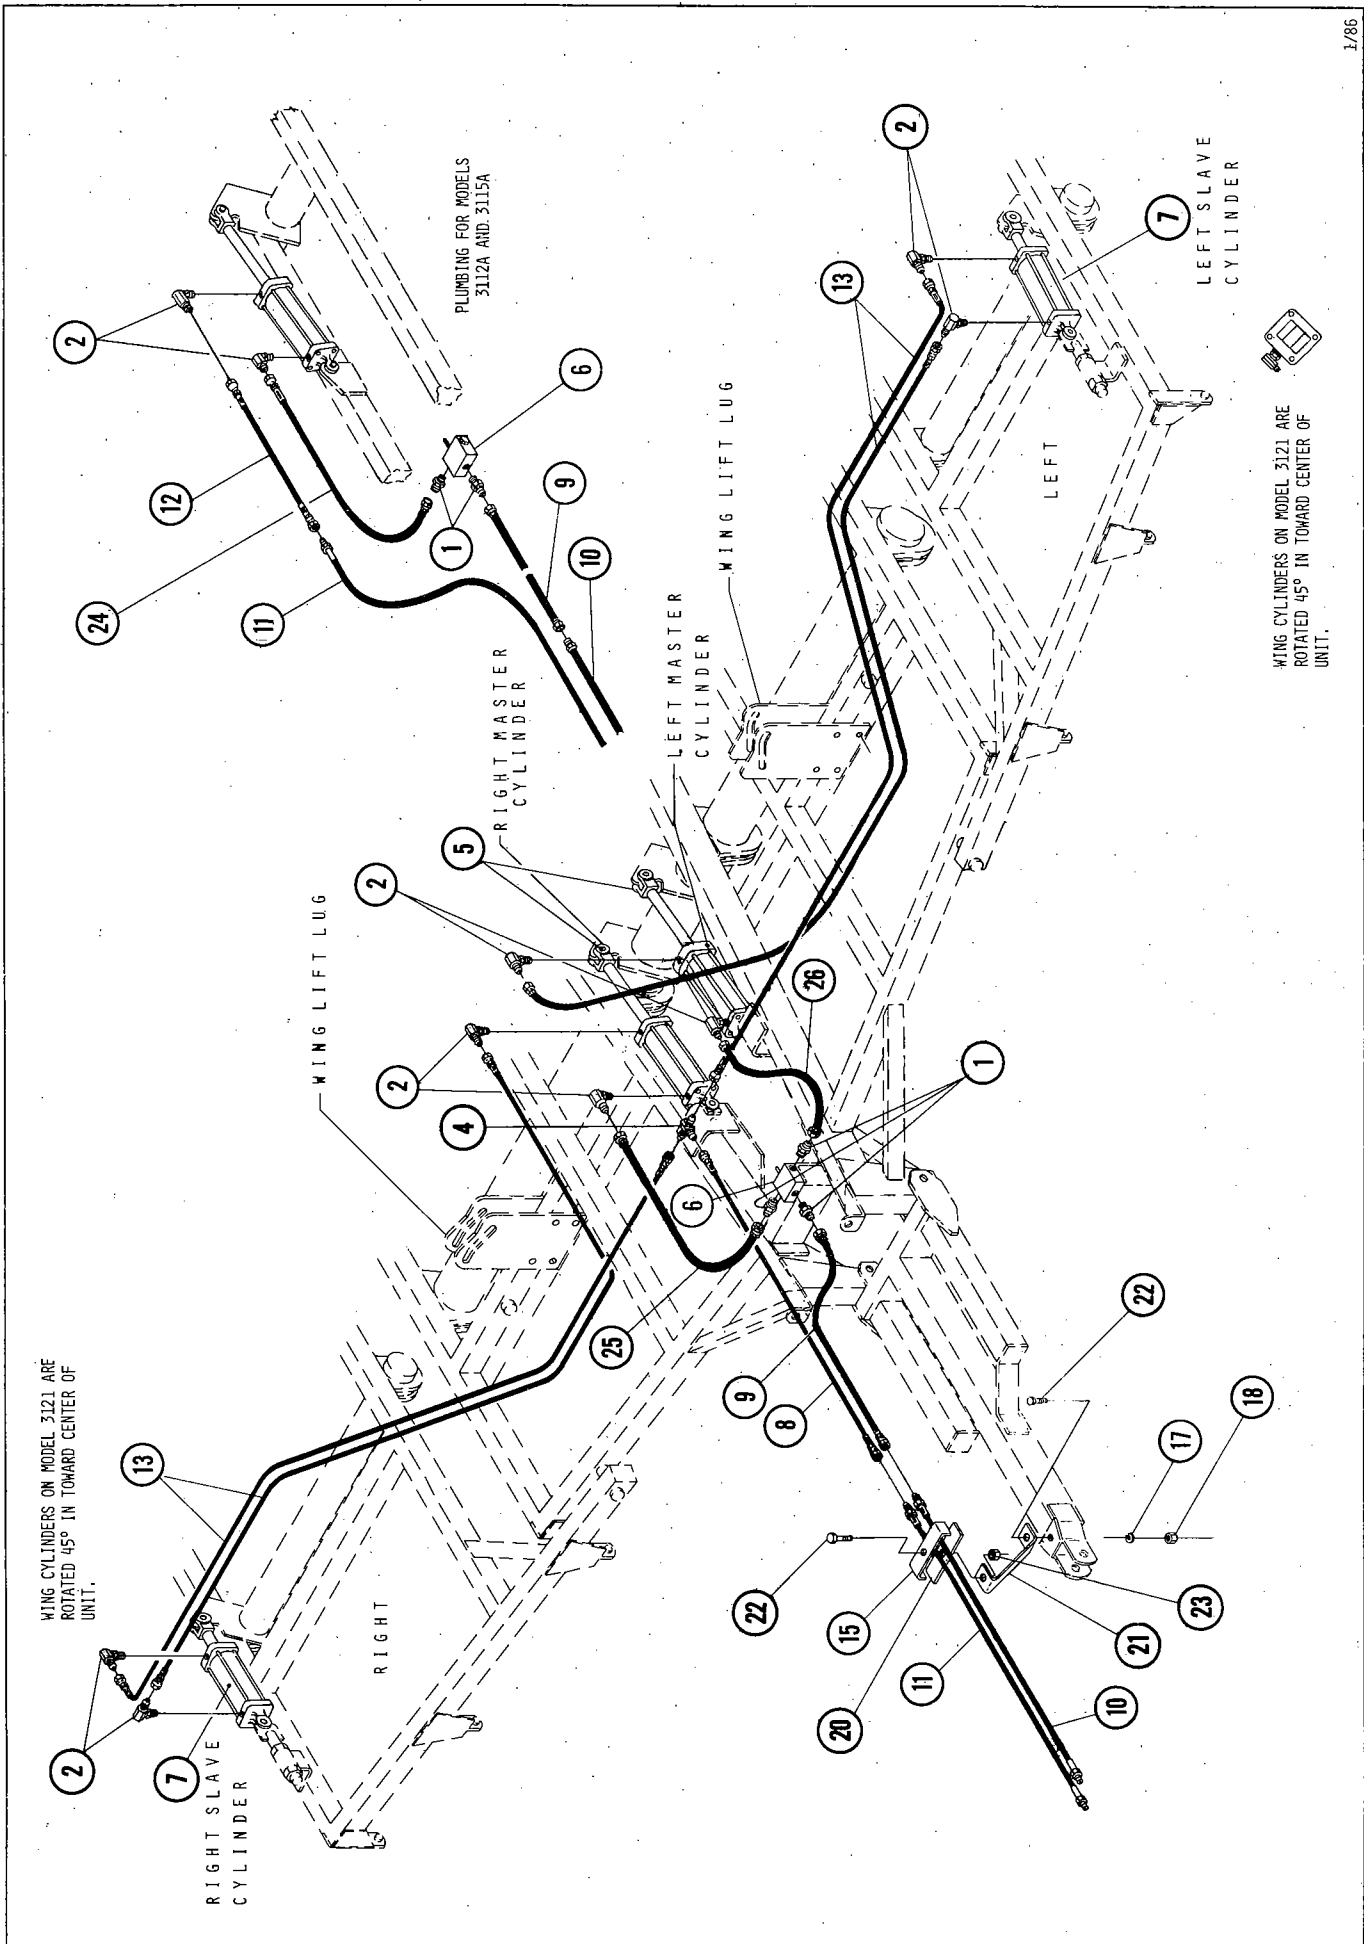 1/86
WING CYLINDERS ON MODEL 3121 ARE
ROTATED 45° IN TOWARD CENTER OF
UNIT.
2
7
RIGHT SLAVE
CYLINDER
13
RIGHT
WING LIFT LUG
2
4
2
5
RIGHT MASTER
CYLINDER
LEFT MASTER
CYLINDER
WING LIFT LUG
24
11
12
2
1
10
9
6
PLUMBING FOR MODELS
3112A AND 3115A
25
6
26
1
9
8
22
15
20
11
10
21
23
17
18
22
13
2
7
LEFT SLAVE
CYLINDER
LEFT
WING CYLINDERS ON MODEL 3121 ARE
ROTATED 45° IN TOWARD CENTER OF
UNIT.